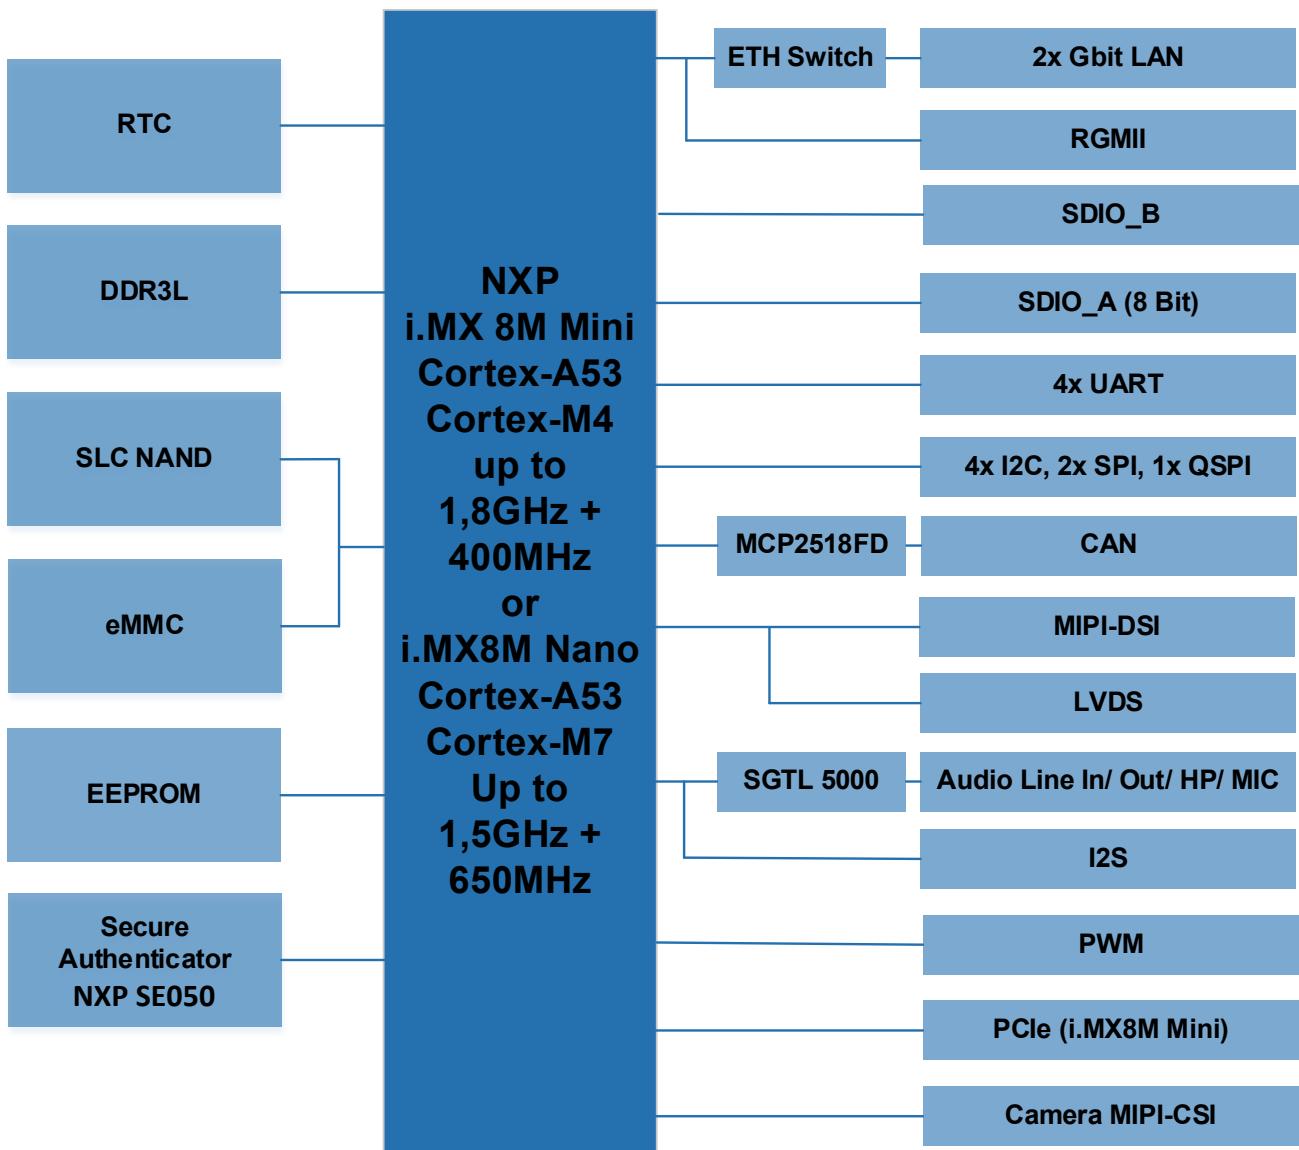 RTC
DDR3L
SLC NAND
eMMC
EEPROM
Secure
Authenticator
NXP SE050
NXP
i.MX 8M Mini
Cortex-A53
Cortex-M4
up to
1,8GHz +
400MHz
or
i.MX8M Nano
Cortex-A53
Cortex-M7
Up to
1,5GHz +
650MHz
ETH Switch
2x Gbit LAN
RGMII
SDIO_B
SDIO_A (8 Bit)
4x UART
4x I2C, 2x SPI, 1x QSPI
MCP2518FD
CAN
MIPI-DSI
LVDS
SGTL 5000
Audio Line In/ Out/ HP/ MIC
I2S
PWM
PCIe (i.MX8M Mini)
Camera MIPI-CSI